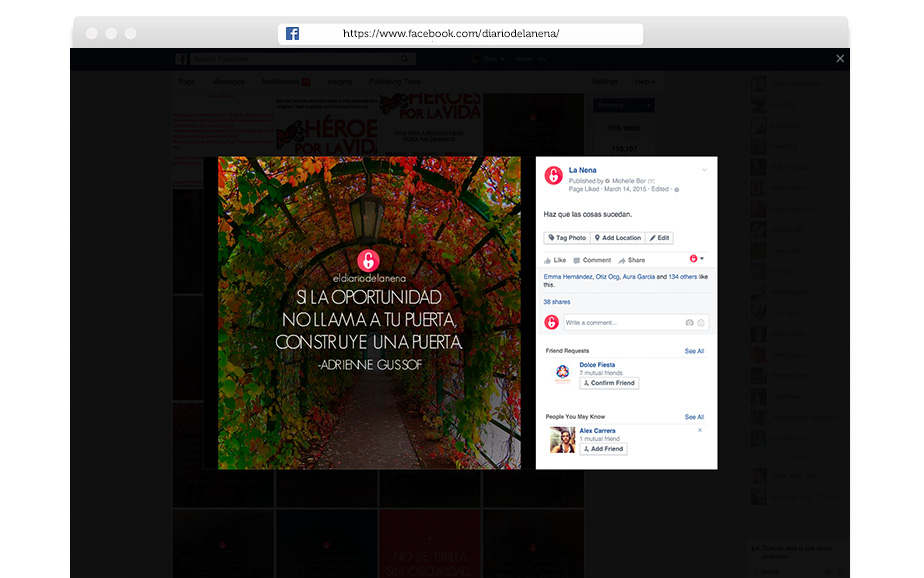 https://www.facebook.com/diariodelanena/
Search Facebook
Page Messages Notifications Insights Publishing Tools Settings Help
THIS WEEK
HÉROE
POR LA VIDA
HÉROES
POR LA VIDA
eldiariodelanena
SI LA OPORTUNIDAD
NO LLAMA A TU PUERTA,
CONSTRUYE UNA PUERTA.
-ADRIENNE GUSSOF
La Nena
Published by Michelle Bor [?]
Page Liked · March 14, 2015 · Edited ·
Haz que las cosas sucedan.
Tag Photo Add Location Edit
Like Comment Share
Emma Hernández, Otiz Ocg, Aura García and 134 others like
this.
38 shares
Write a comment...
Friend Requests See All
Dolce Fiesta
7 mutual friends
Confirm Friend
People You May Know See All
Alex Carrera
1 mutual friend
Add Friend
NO SE BRILLA
SIN OSCURIDAD